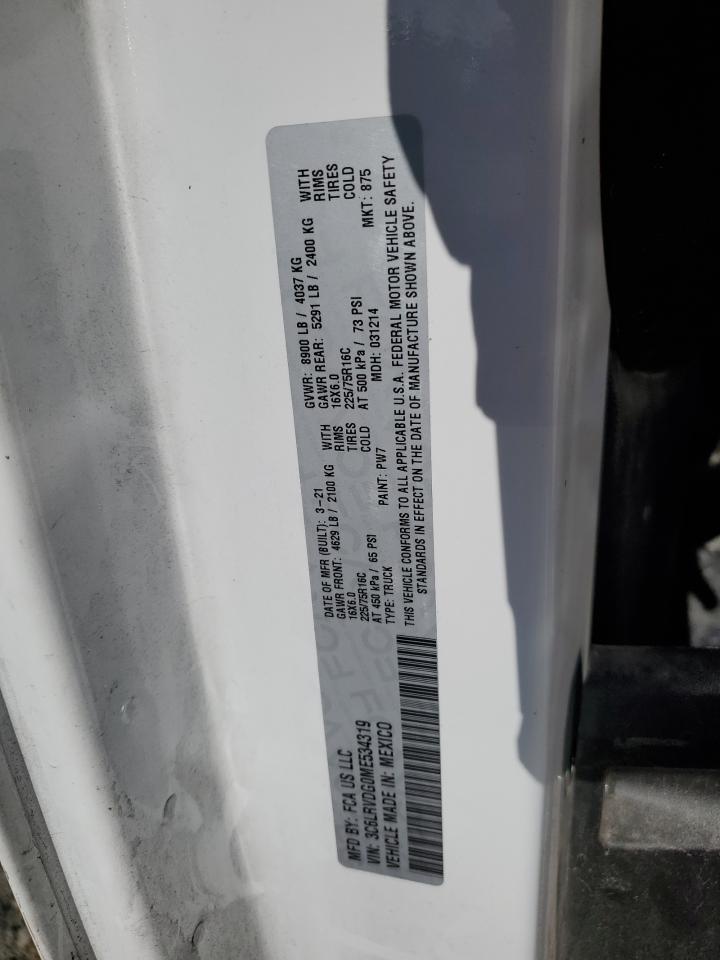 MFD BY: FCA US LLC
VIN: 3C6LRVDG0ME534319
VEHICLE MADE IN: MEXICO
DATE OF MFR (BUILT): 3-21
GAWR FRONT: 4629 LB / 2100 KG WITH
16X6.0 RIMS
225/75R16C TIRES
AT 450 kPa / 65 PSI COLD
TYPE: TRUCK PAINT: PW7
GVWR: 8900 LB / 4037 KG
GAWR REAR: 5291 LB / 2400 KG WITH
16X6.0 RIMS
225/75R16C TIRES
AT 500 kPa / 73 PSI COLD
MDH: 031214 MKT: 875
THIS VEHICLE CONFORMS TO ALL APPLICABLE U.S.A. FEDERAL MOTOR VEHICLE SAFETY
STANDARDS IN EFFECT ON THE DATE OF MANUFACTURE SHOWN ABOVE.